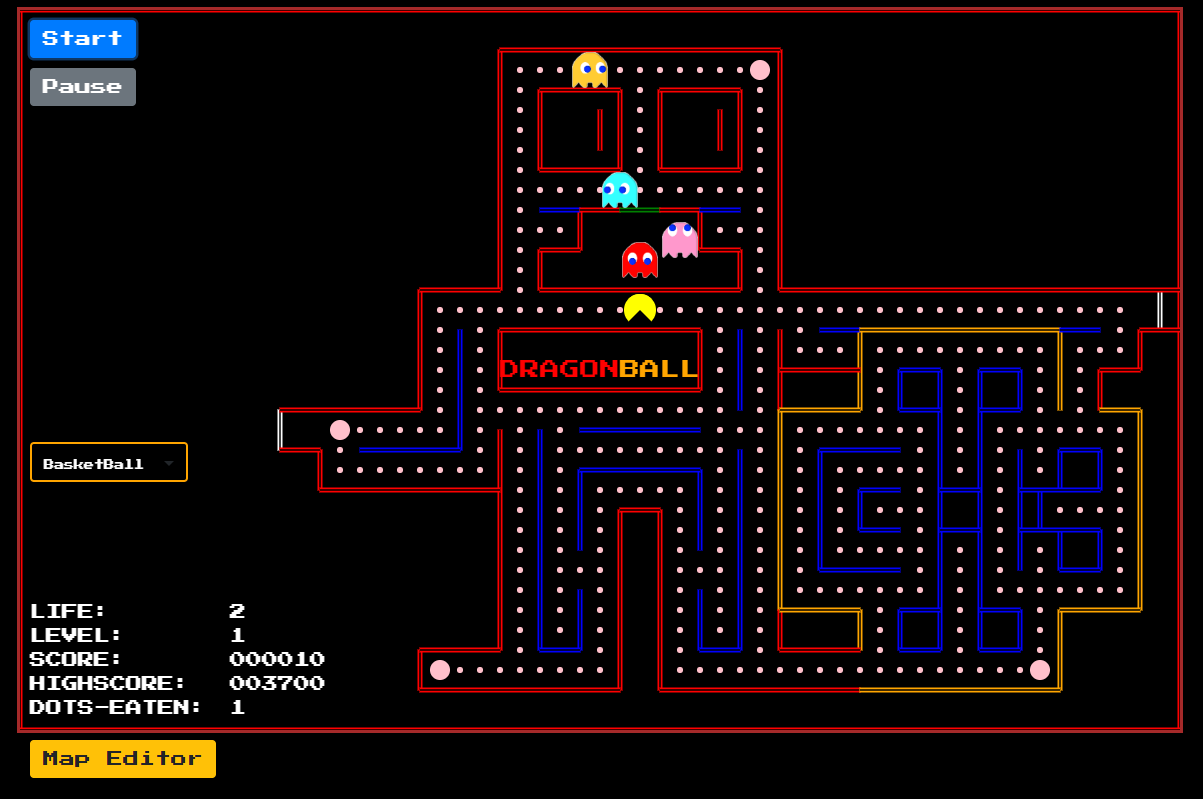 Start
Pause
DRAGONBALL
BasketBall
LIFE: 2
LEVEL: 1
SCORE: 000010
HIGHSCORE: 003700
DOTS-EATEN: 1
Map Editor